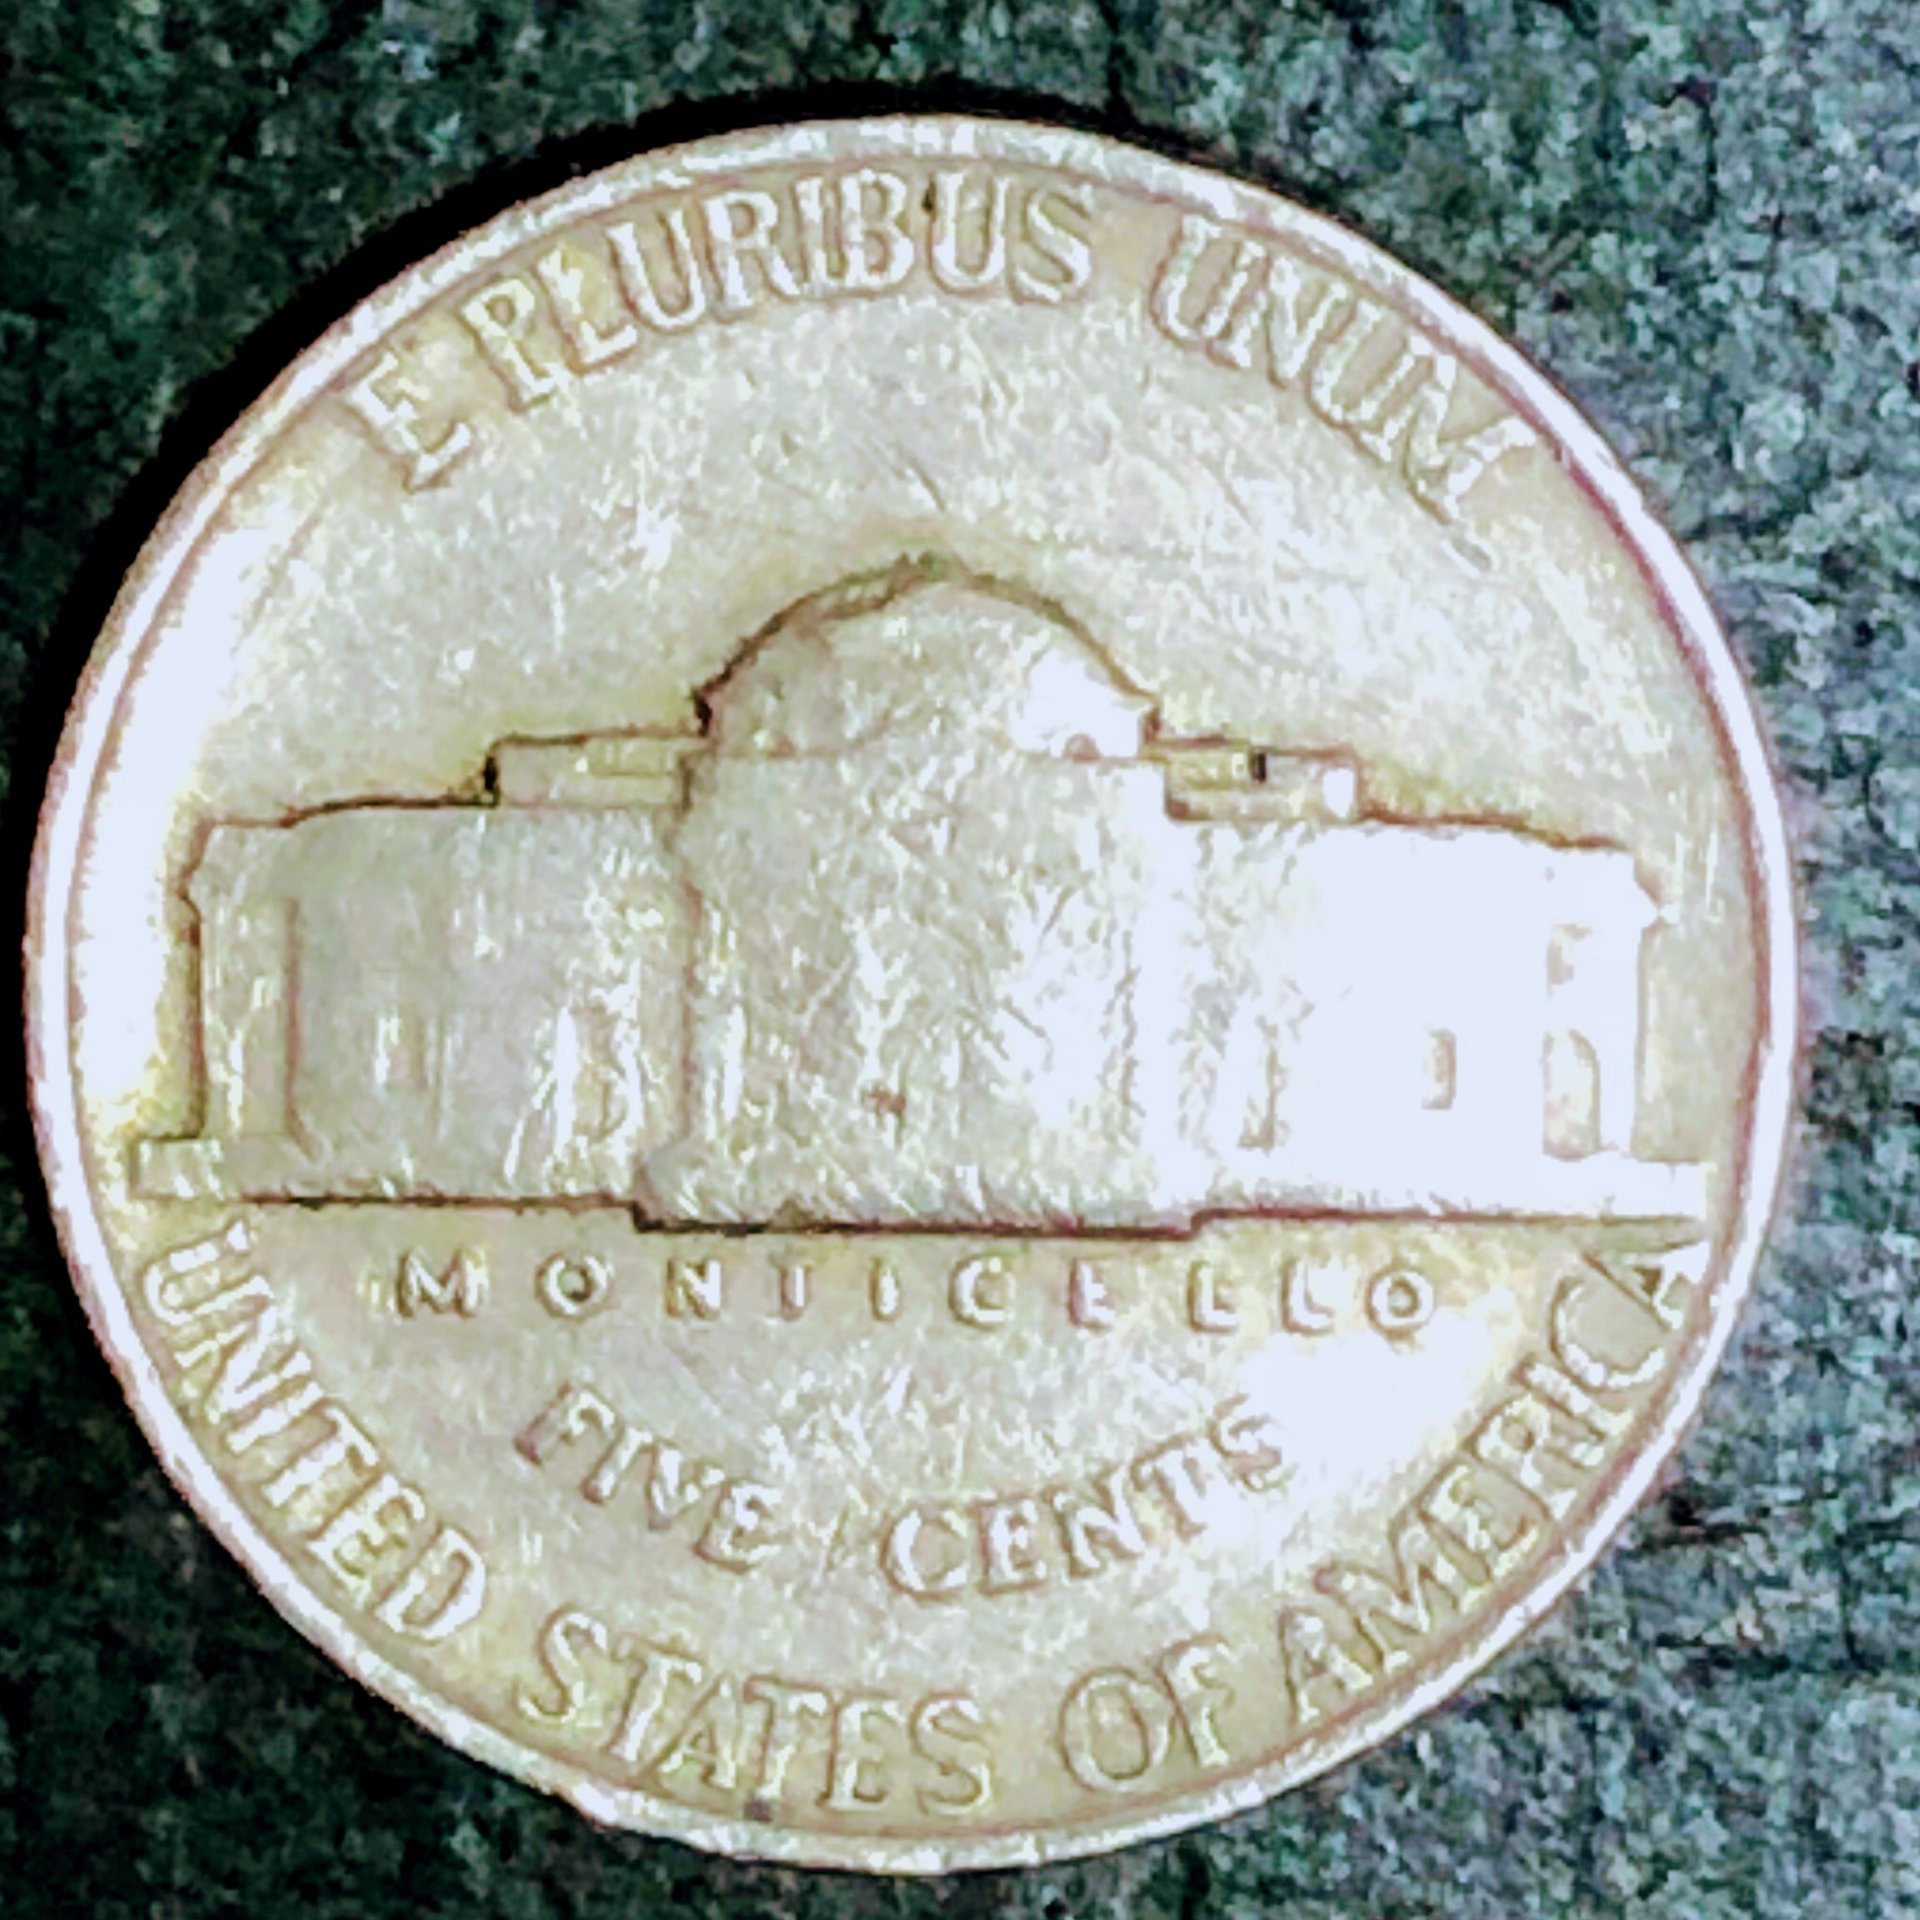 E PLURIBUS UNUM
MONTICELLO
FIVE CENTS
UNITED STATES OF AMERICA